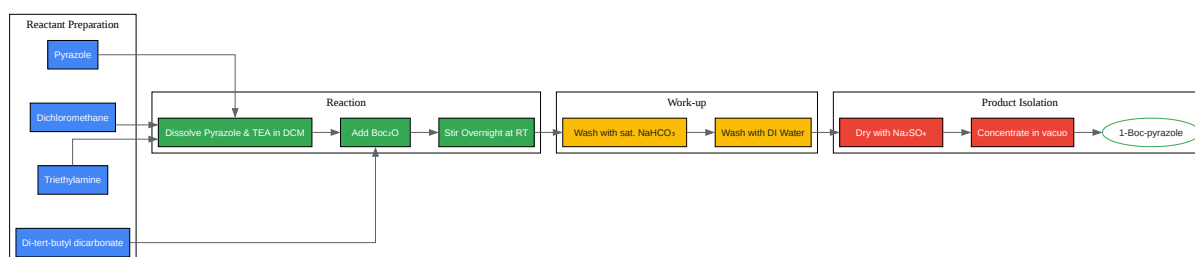 Reactant Preparation
Pyrazole
Dichloromethane
Triethylamine
Di-tert-butyl dicarbonate
Reaction
Dissolve Pyrazole & TEA in DCM
Add Boc₂O
Stir Overnight at RT
Work-up
Wash with sat. NaHCO₃
Wash with DI Water
Product Isolation
Dry with Na₂SO₄
Concentrate in vacuo
1-Boc-pyrazole